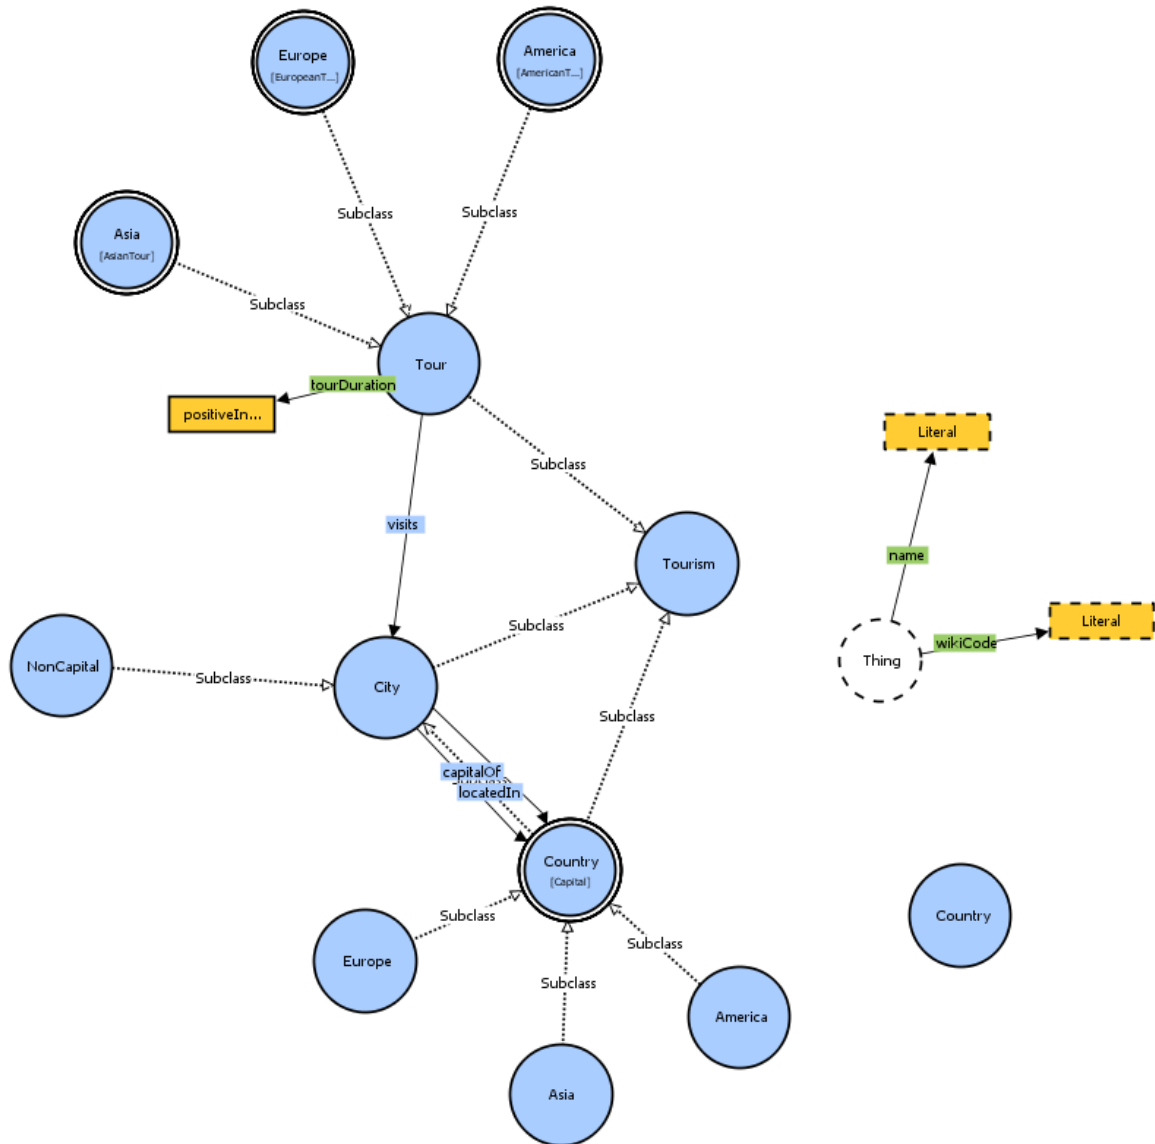 Europe
[EuropeanT...]
America
[AmericanT...]
Subclass
Subclass
Asia
[AsianTour]
Subclass
Tour
tourDuration
positiveIn...
Literal
Subclass
visits
name
Tourism
Literal
Subclass
wikiCode
Thing
NonCapital
Subclass
City
Subclass
capitalOf
locatedIn
Country
[Capital]
Subclass
Country
Subclass
Europe
Subclass
America
Asia